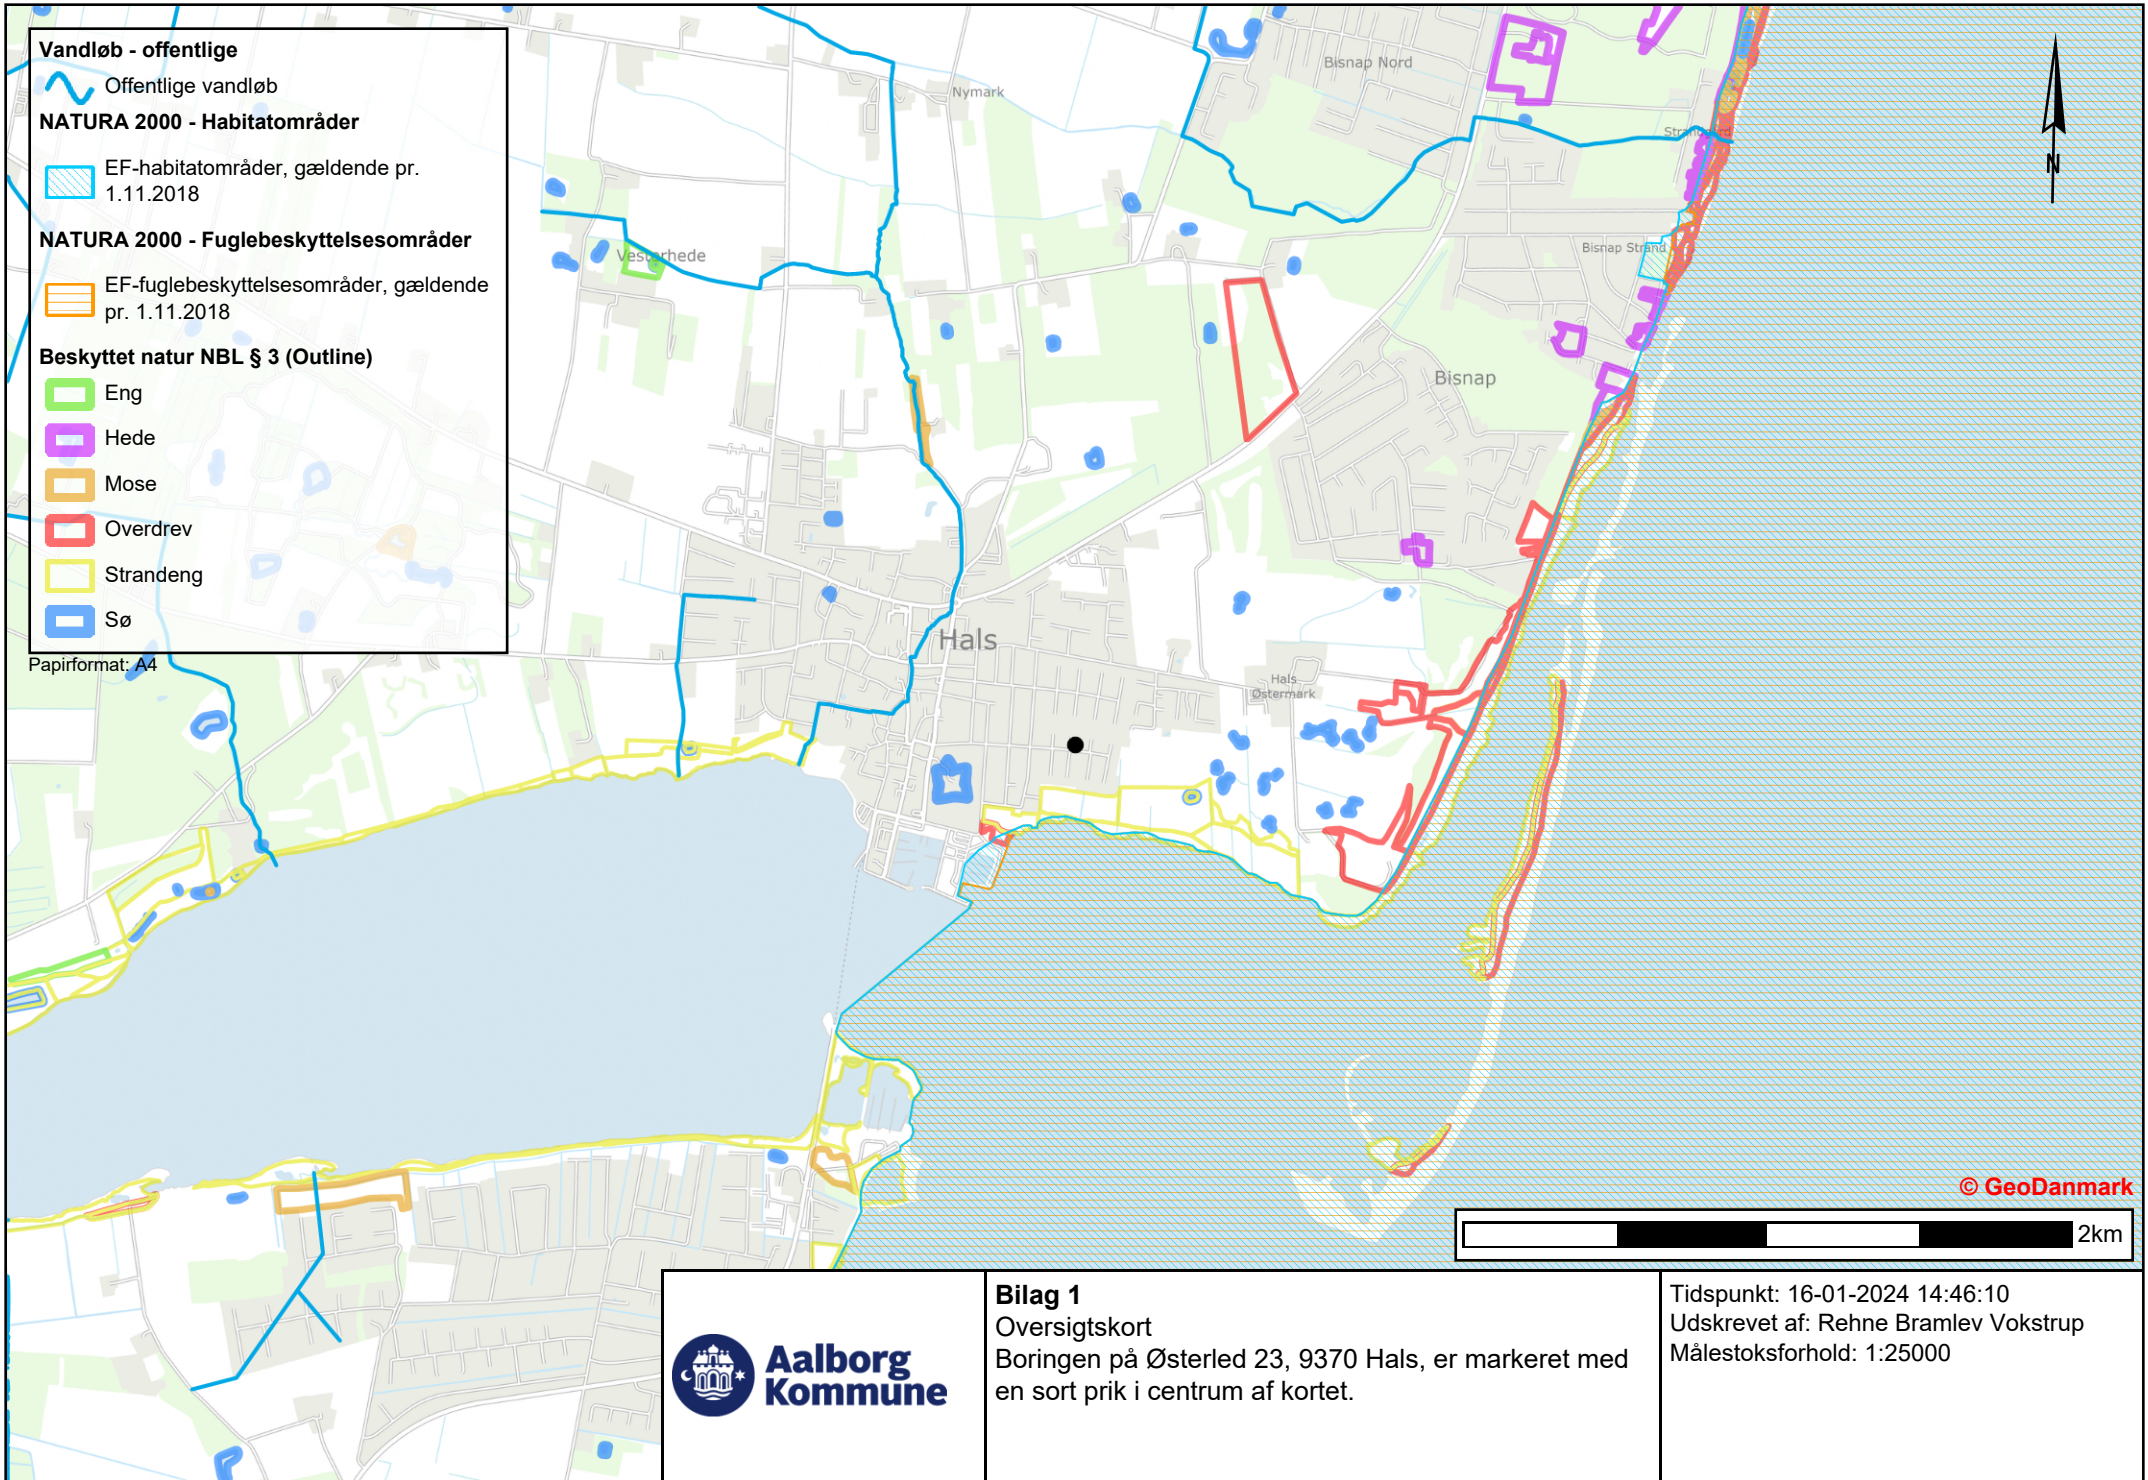 Vandløb - offentlige
Offentlige vandløb
NATURA 2000 - Habitatområder
EF-habitatområder, gældende pr.
1.11.2018
NATURA 2000 - Fuglebeskyttelsesområder
EF-fuglebeskyttelsesområder, gældende
pr. 1.11.2018
Beskyttet natur NBL § 3 (Outline)
Eng
Hede
Mose
Overdrev
Strandeng
Sø
Papirformat: A4
Bisnap Nord
Nymark
Strandgård
N
Vesterhede
Bisnap Strand
Bisnap
Hals
Hals
Østermark
© GeoDanmark
2km
Aalborg
Kommune
Bilag 1
Oversigtskort
Boringen på Østerled 23, 9370 Hals, er markeret med
en sort prik i centrum af kortet.
Tidspunkt: 16-01-2024 14:46:10
Udskrevet af: Rehne Bramlev Vokstrup
Målestoksforhold: 1:25000